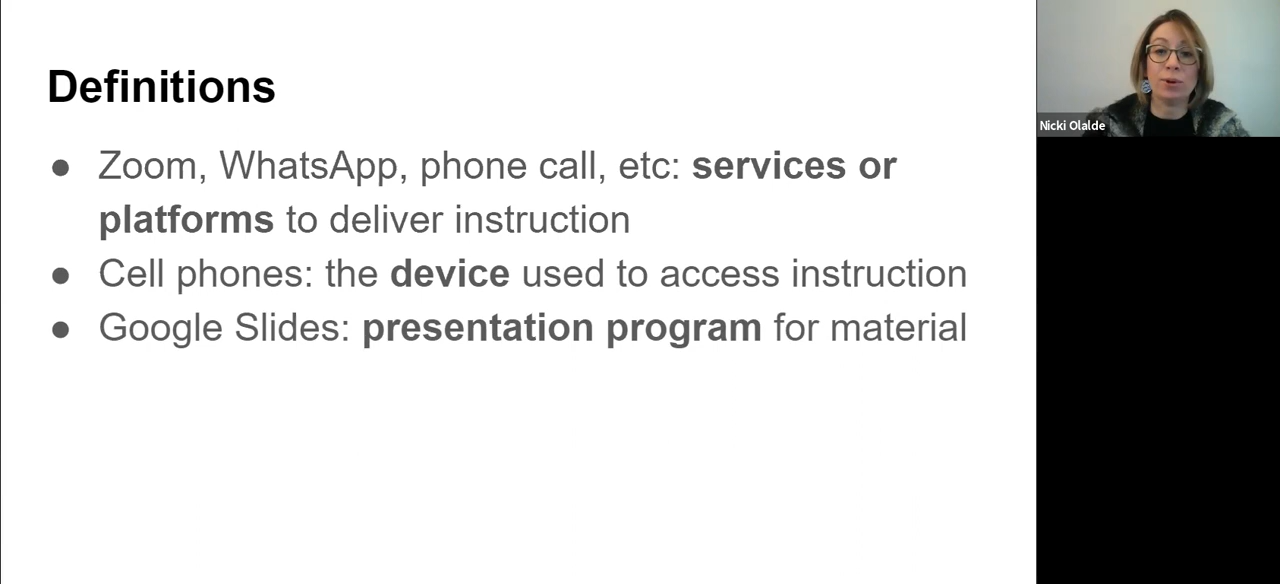 Definitions
● Zoom, WhatsApp, phone call, etc: services or
platforms to deliver instruction
● Cell phones: the device used to access instruction
● Google Slides: presentation program for material
Nicki Olalde